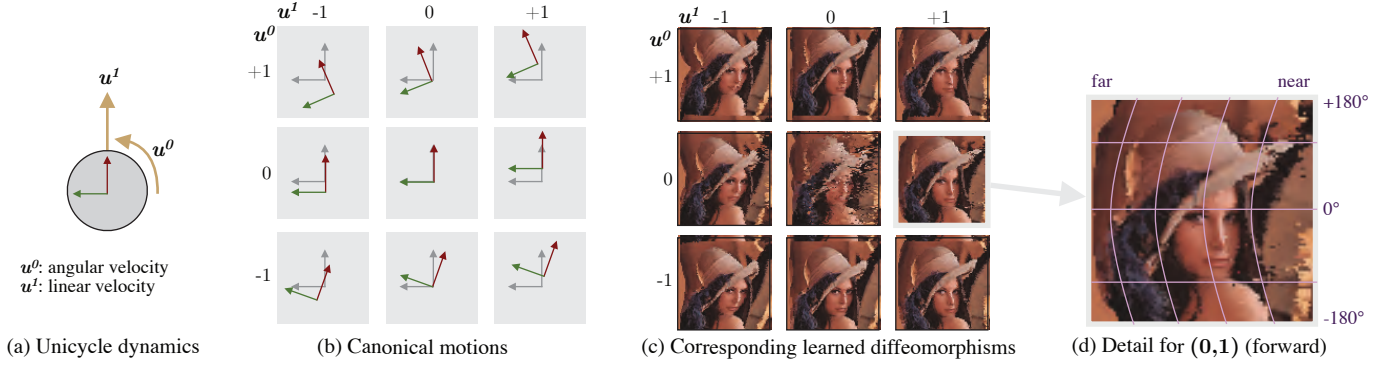 u¹
u⁰
u⁰: angular velocity
u¹: linear velocity
(a) Unicycle dynamics
u¹ -1 0 +1
u⁰
+1
0
-1
(b) Canonical motions
u¹ -1 0 +1
u⁰
+1
0
-1
(c) Corresponding learned diffeomorphisms
far near
+180°
0°
-180°
(d) Detail for (0,1) (forward)